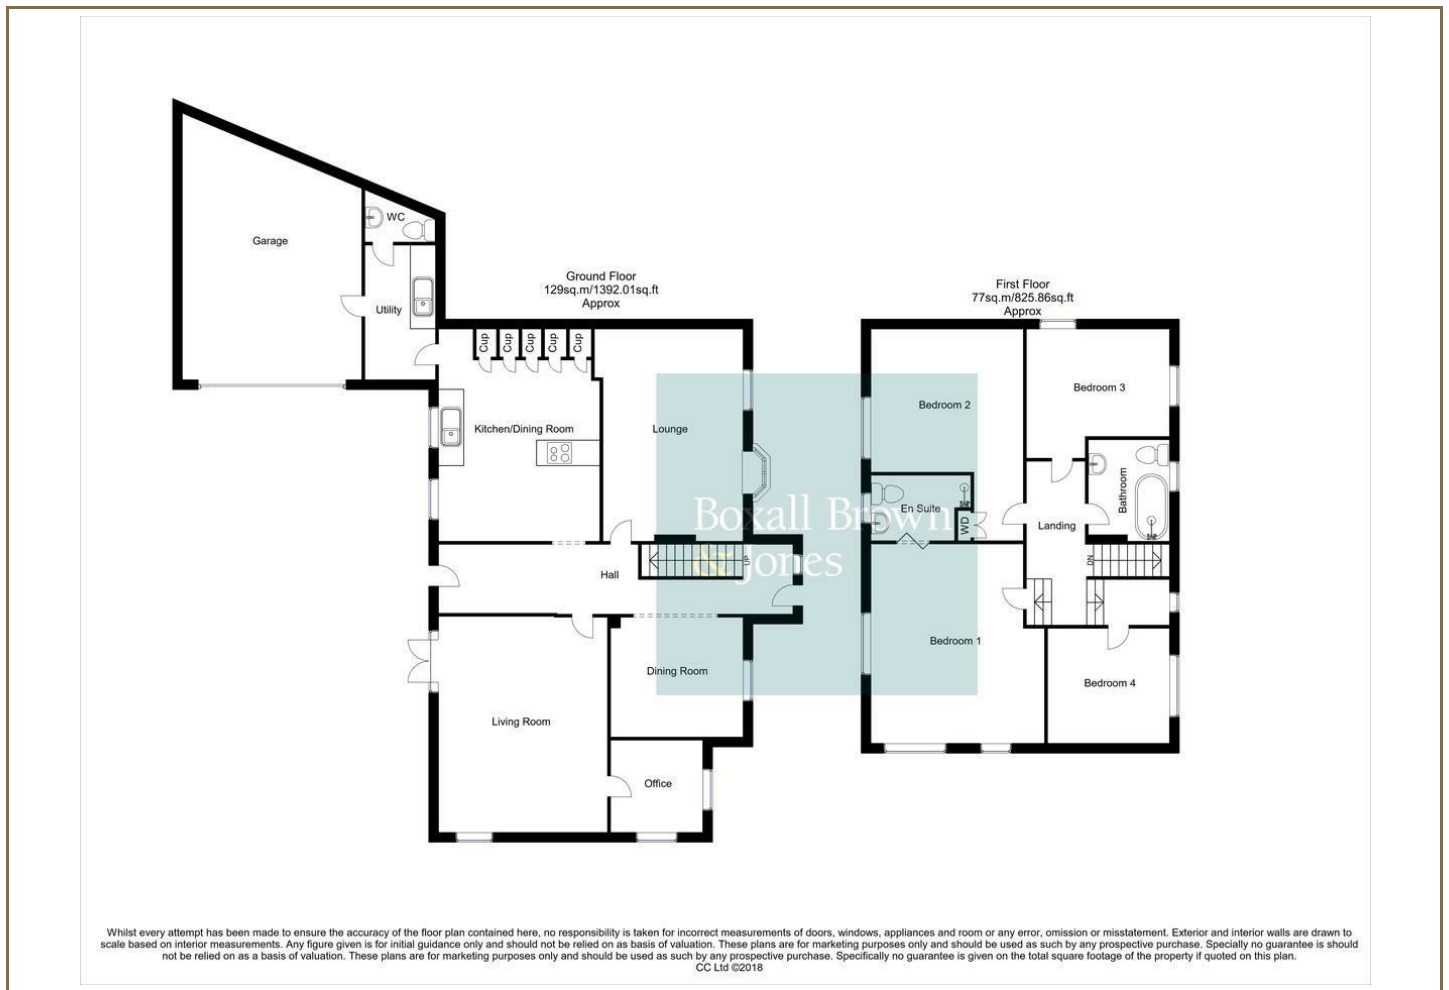 Garage
WC
Utility
Ground Floor
129sq.m/1392.01sq.ft
Approx
Cup
Cup
Cup
Cup
Cup
Kitchen/Dining Room
Lounge
Hall
UP
Living Room
Dining Room
Office
First Floor
77sq.m/825.86sq.ft
Approx
Bedroom 2
Bedroom 3
En Suite
WD
Landing
Bathroom
DN
Bedroom 1
Bedroom 4
Boxall Brown
& Jones
Whilst every attempt has been made to ensure the accuracy of the floor plan contained here, no responsibility is taken for incorrect measurements of doors, windows, appliances and room or any error, omission or misstatement. Exterior and interior walls are drawn to
scale based on interior measurements. Any figure given is for initial guidance only and should not be relied on as basis of valuation. These plans are for marketing purposes only and should be used as such by any prospective purchase. Specially no guarantee is should
not be relied on as a basis of valuation. These plans are for marketing purposes only and should be used as such by any prospective purchase. Specifically no guarantee is given on the total square footage of the property if quoted on this plan.
CC Ltd ©2018